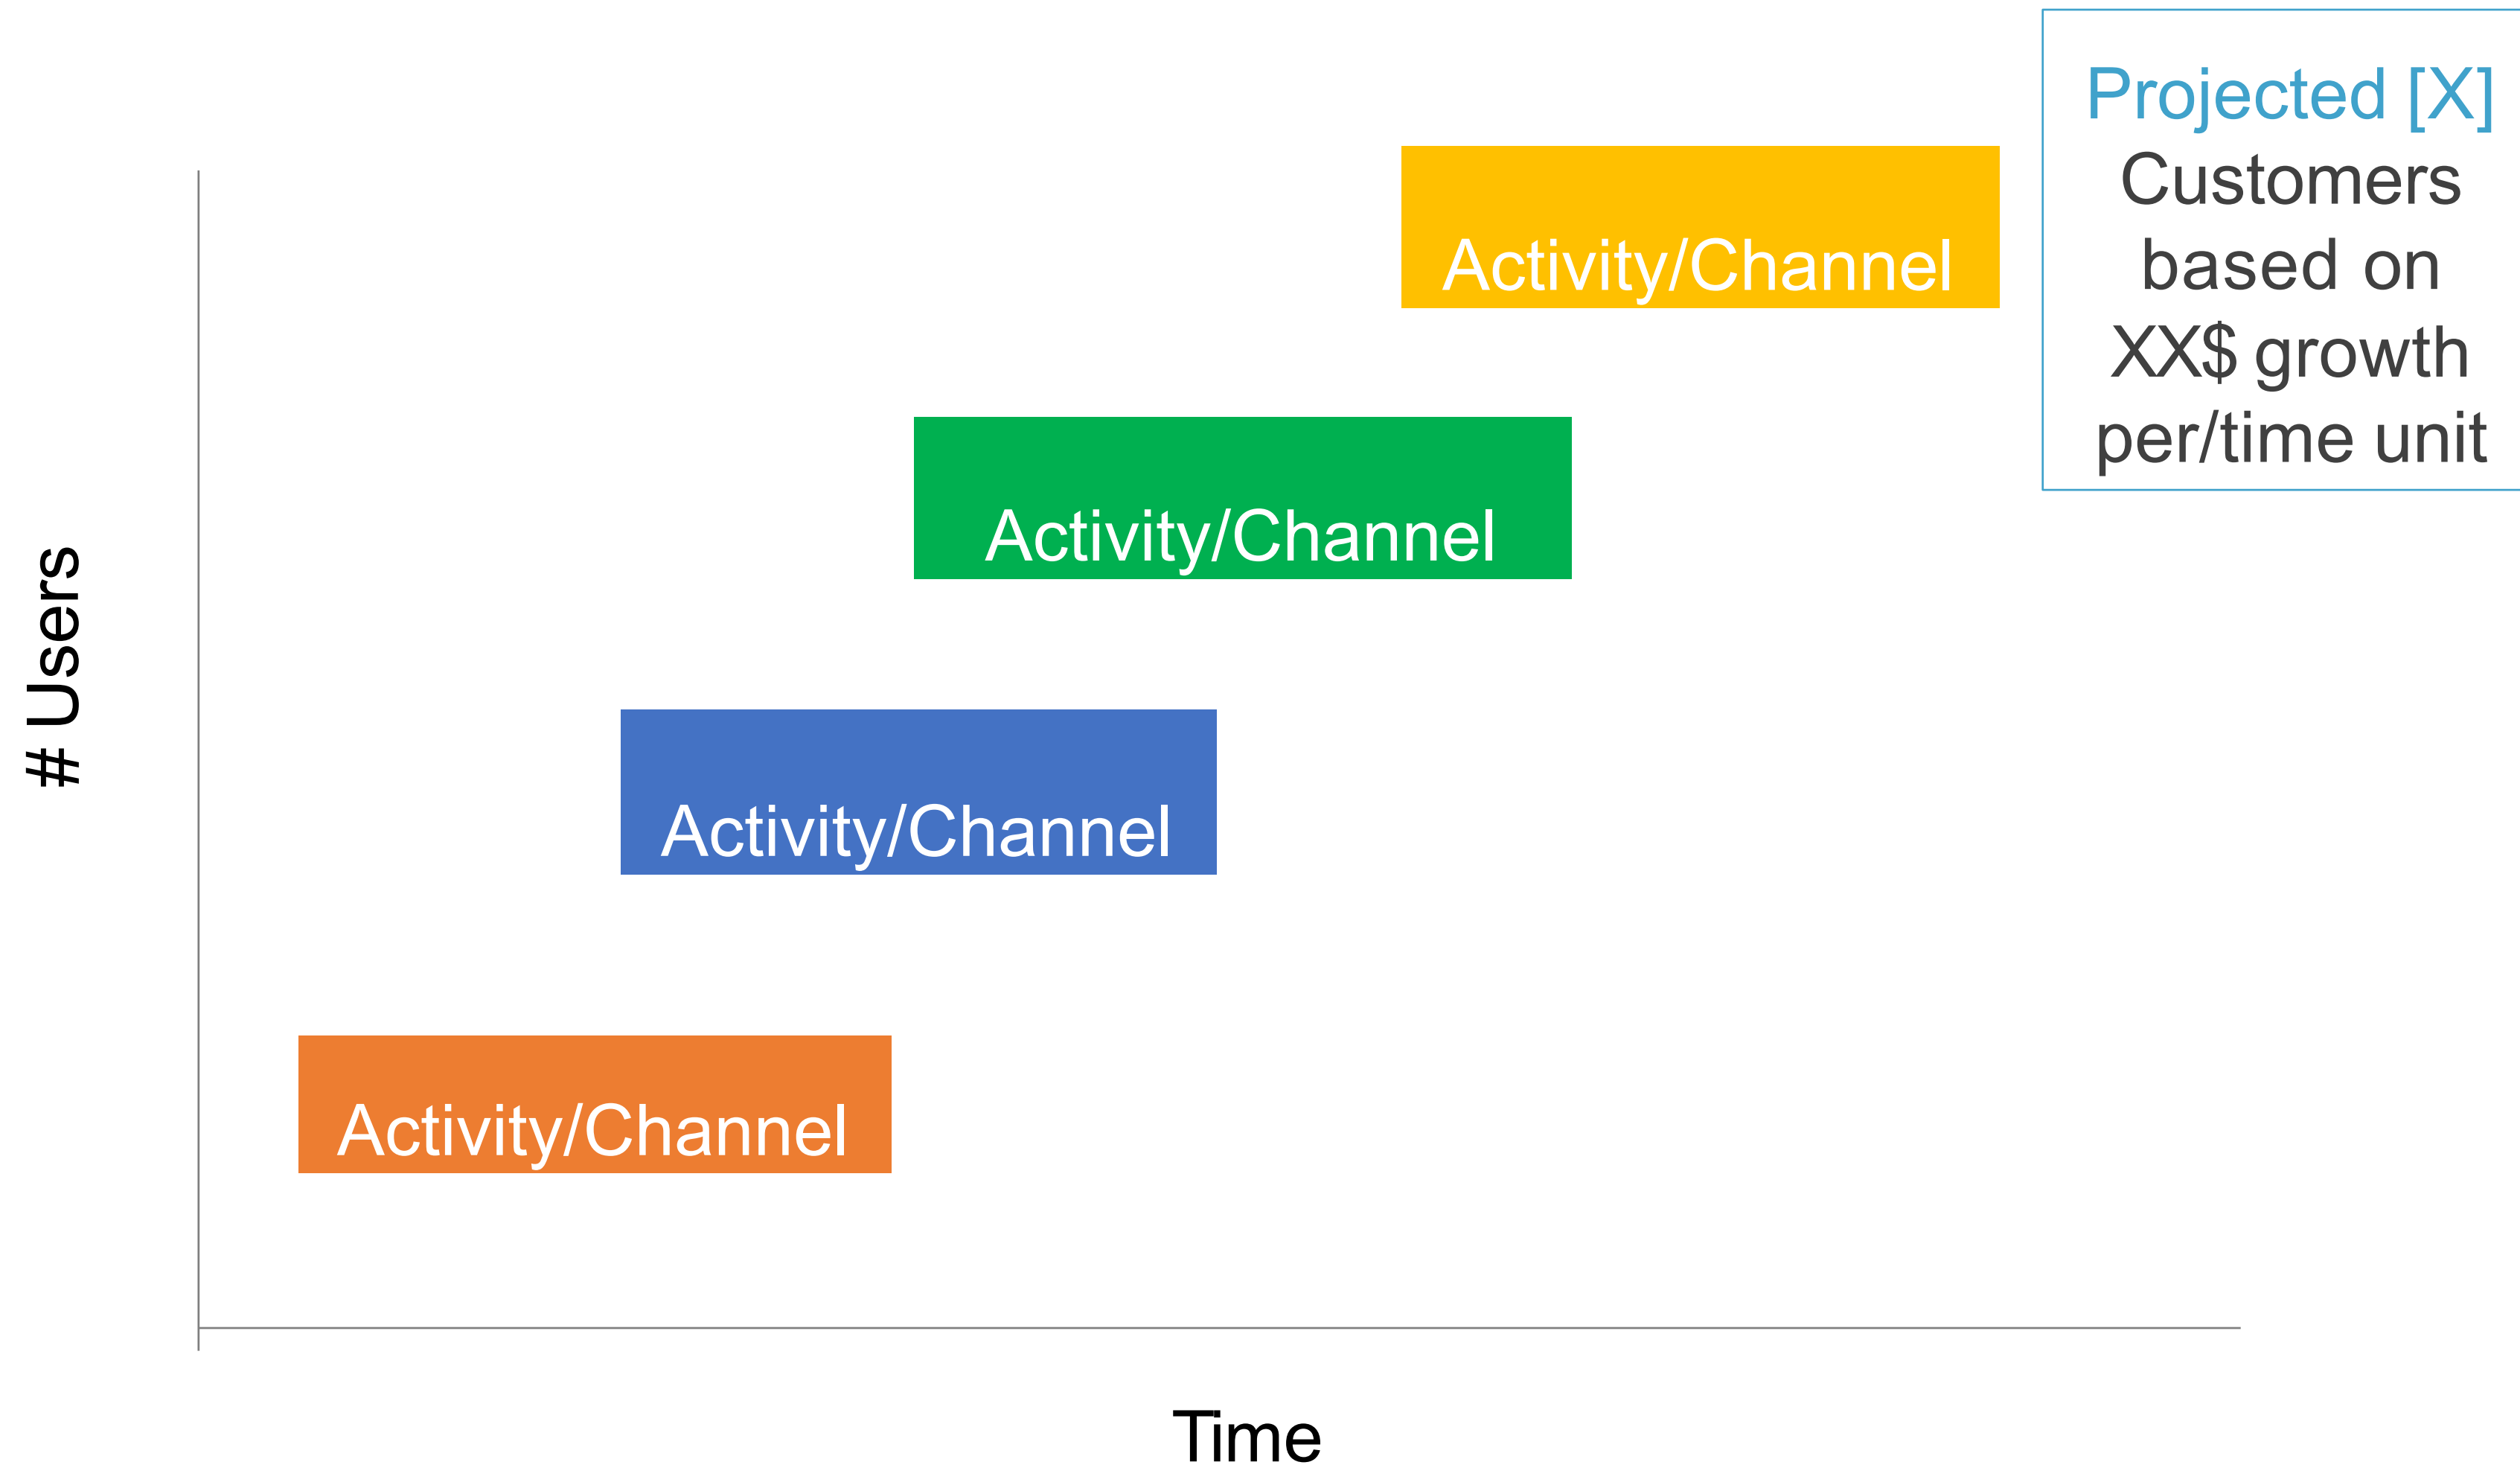 Projected [X]
Customers
based on
XX$ growth
per/time unit
Activity/Channel
Activity/Channel
# Users
Activity/Channel
Activity/Channel
Time